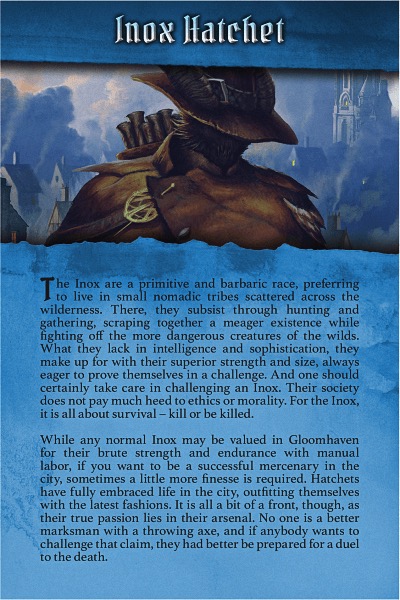 Inox Hatchet
The Inox are a primitive and barbaric race, preferring
to live in small nomadic tribes scattered across the
wilderness. There, they subsist through hunting and
gathering, scraping together a meager existence while
fighting off the more dangerous creatures of the wilds.
What they lack in intelligence and sophistication, they
make up for with their superior strength and size, always
eager to prove themselves in a challenge. And one should
certainly take care in challenging an Inox. Their society
does not pay much heed to ethics or morality. For the Inox,
it is all about survival – kill or be killed.
While any normal Inox may be valued in Gloomhaven
for their brute strength and endurance with manual
labor, if you want to be a successful mercenary in the
city, sometimes a little more finesse is required. Hatchets
have fully embraced life in the city, outfitting themselves
with the latest fashions. It is all a bit of a front, though, as
their true passion lies in their arsenal. No one is a better
marksman with a throwing axe, and if anybody wants to
challenge that claim, they had better be prepared for a duel
to the death.